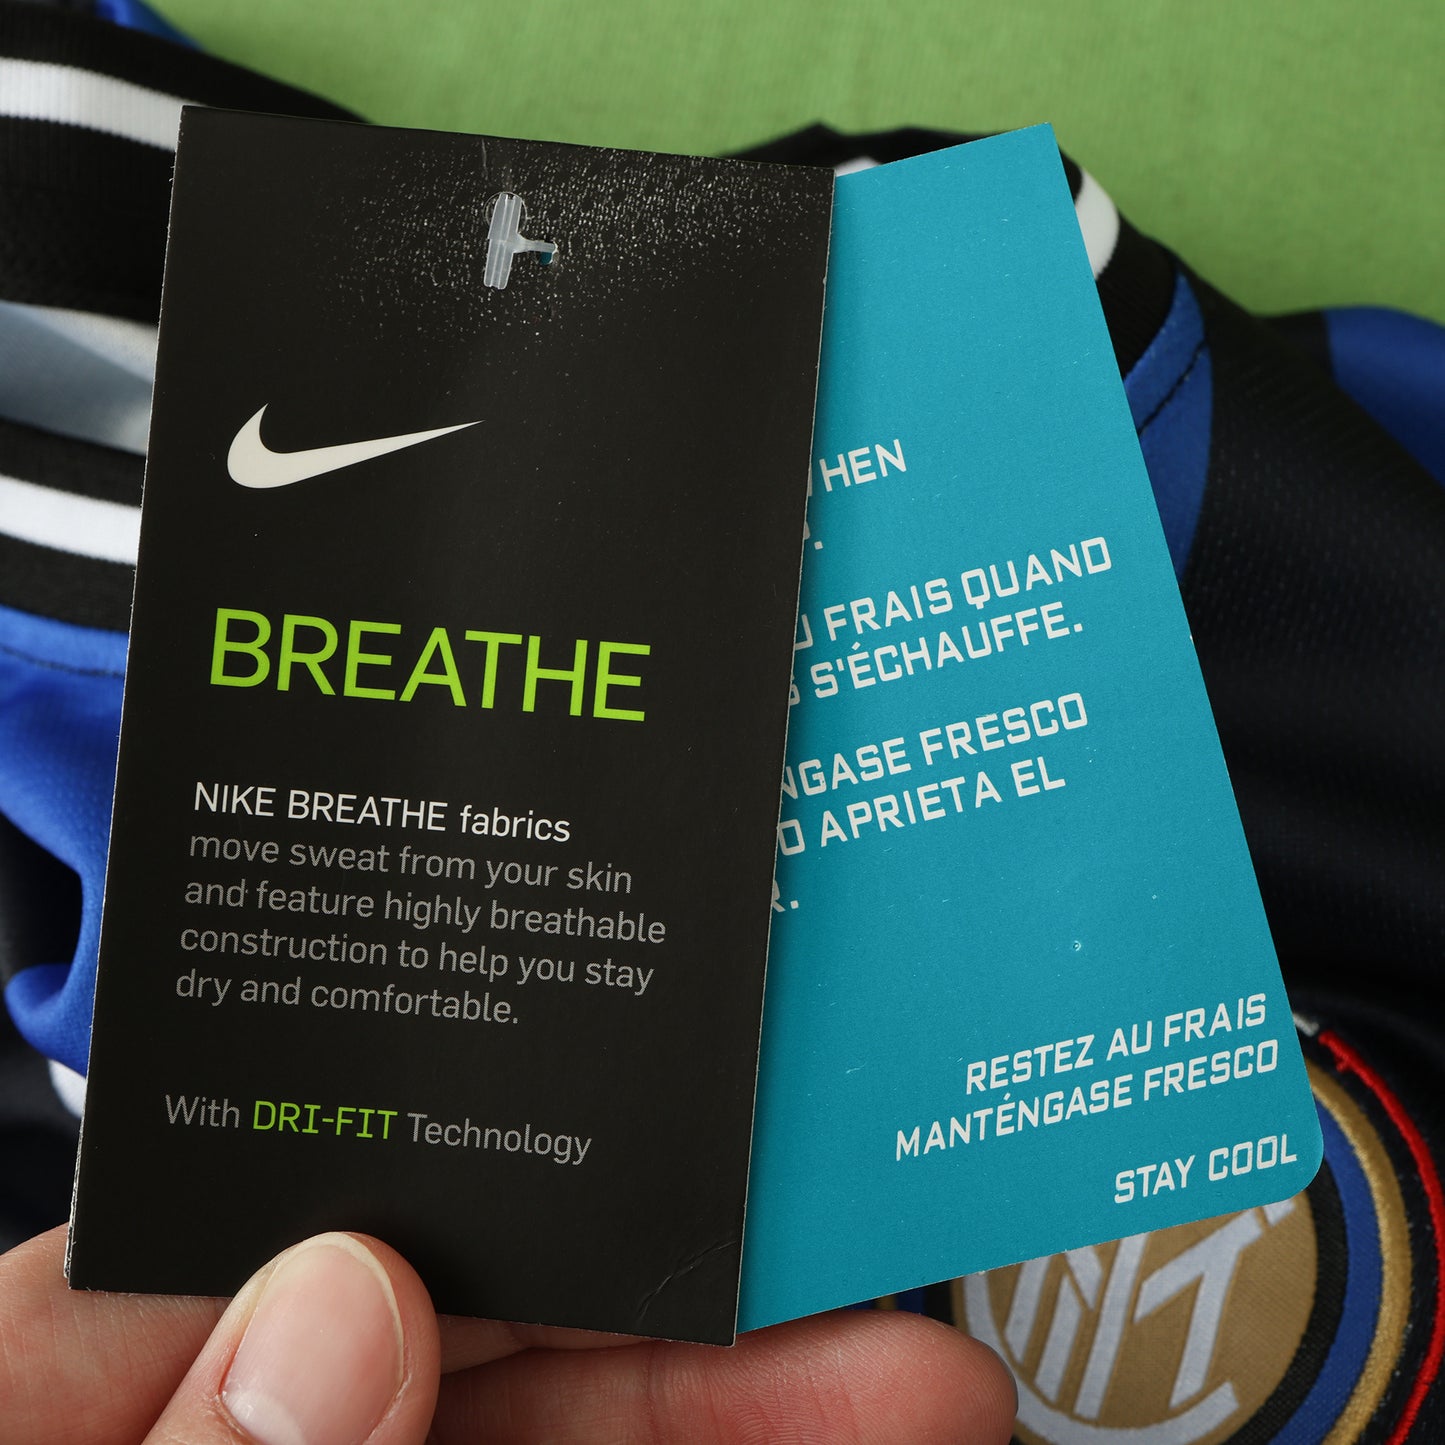 BREATHE
NIKE BREATHE fabrics
move sweat from your skin
and feature highly breathable
construction to help you stay
dry and comfortable.
With DRI-FIT Technology
FRAIS QUAND
S'ÉCHAUFFE.
FRESCO
APRIETA EL
RESTEZ AU FRAIS
MANTÉNGASE FRESCO
STAY COOL